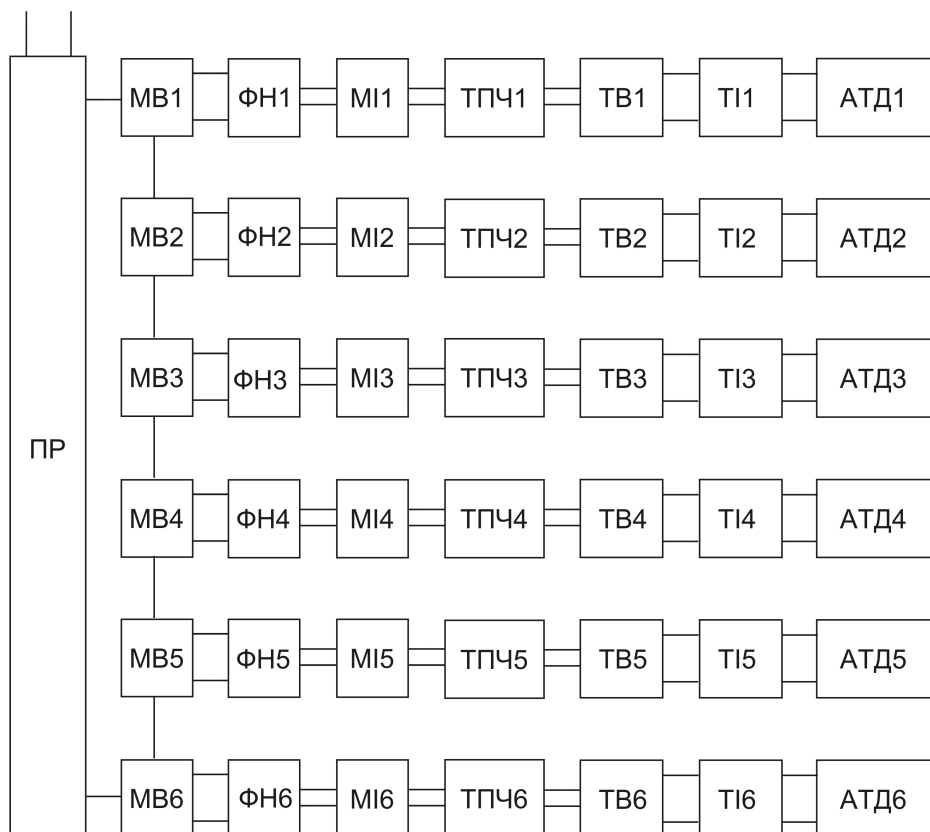 МВ1 ФН1 МІ1 ТПЧ1 ТВ1 ТІ1 АТД1
МВ2 ФН2 МІ2 ТПЧ2 ТВ2 ТІ2 АТД2
МВ3 ФН3 МІ3 ТПЧ3 ТВ3 ТІ3 АТД3
ПР
МВ4 ФН4 МІ4 ТПЧ4 ТВ4 ТІ4 АТД4
МВ5 ФН5 МІ5 ТПЧ5 ТВ5 ТІ5 АТД5
МВ6 ФН6 МІ6 ТПЧ6 ТВ6 ТІ6 АТД6